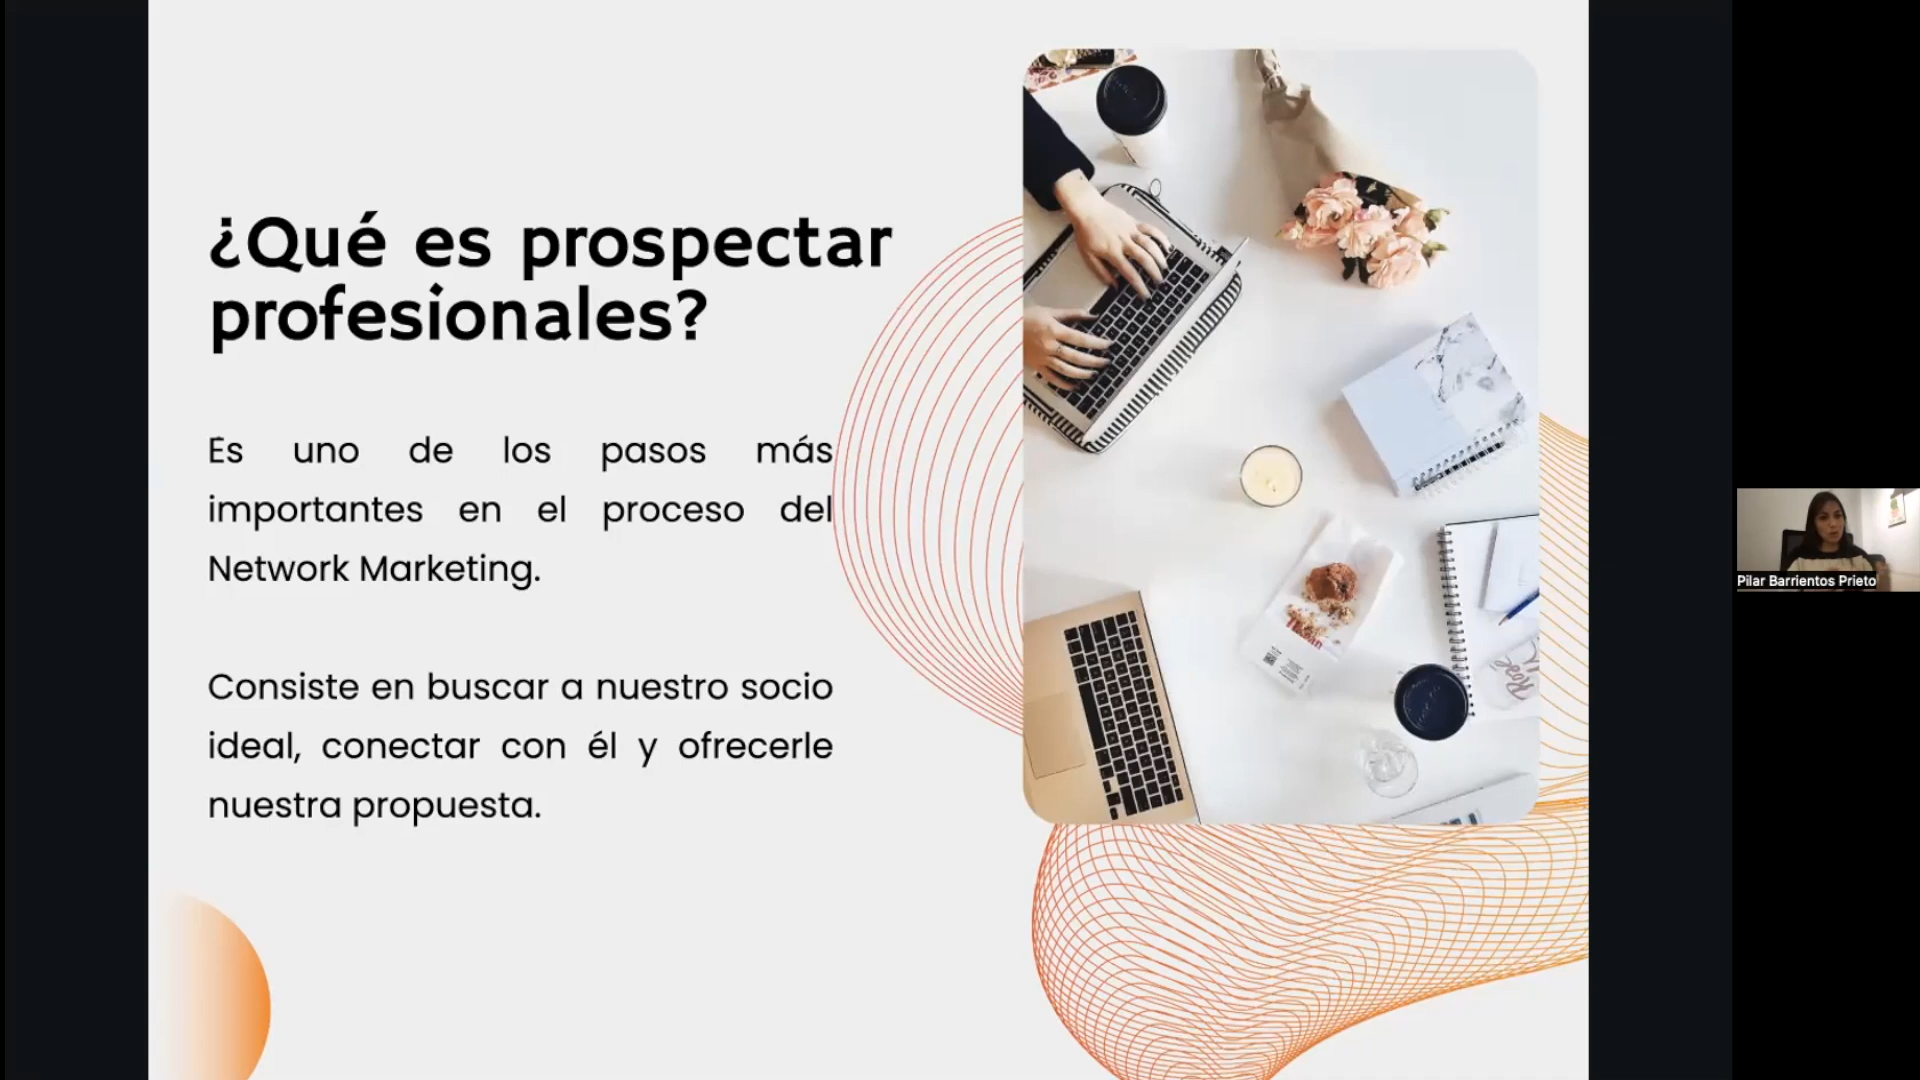 ¿Qué es prospectar
profesionales?
Es uno de los pasos más
importantes en el proceso del
Network Marketing.
Consiste en buscar a nuestro socio
ideal, conectar con él y ofrecerle
nuestra propuesta.
Pilar Barrientos Prieto